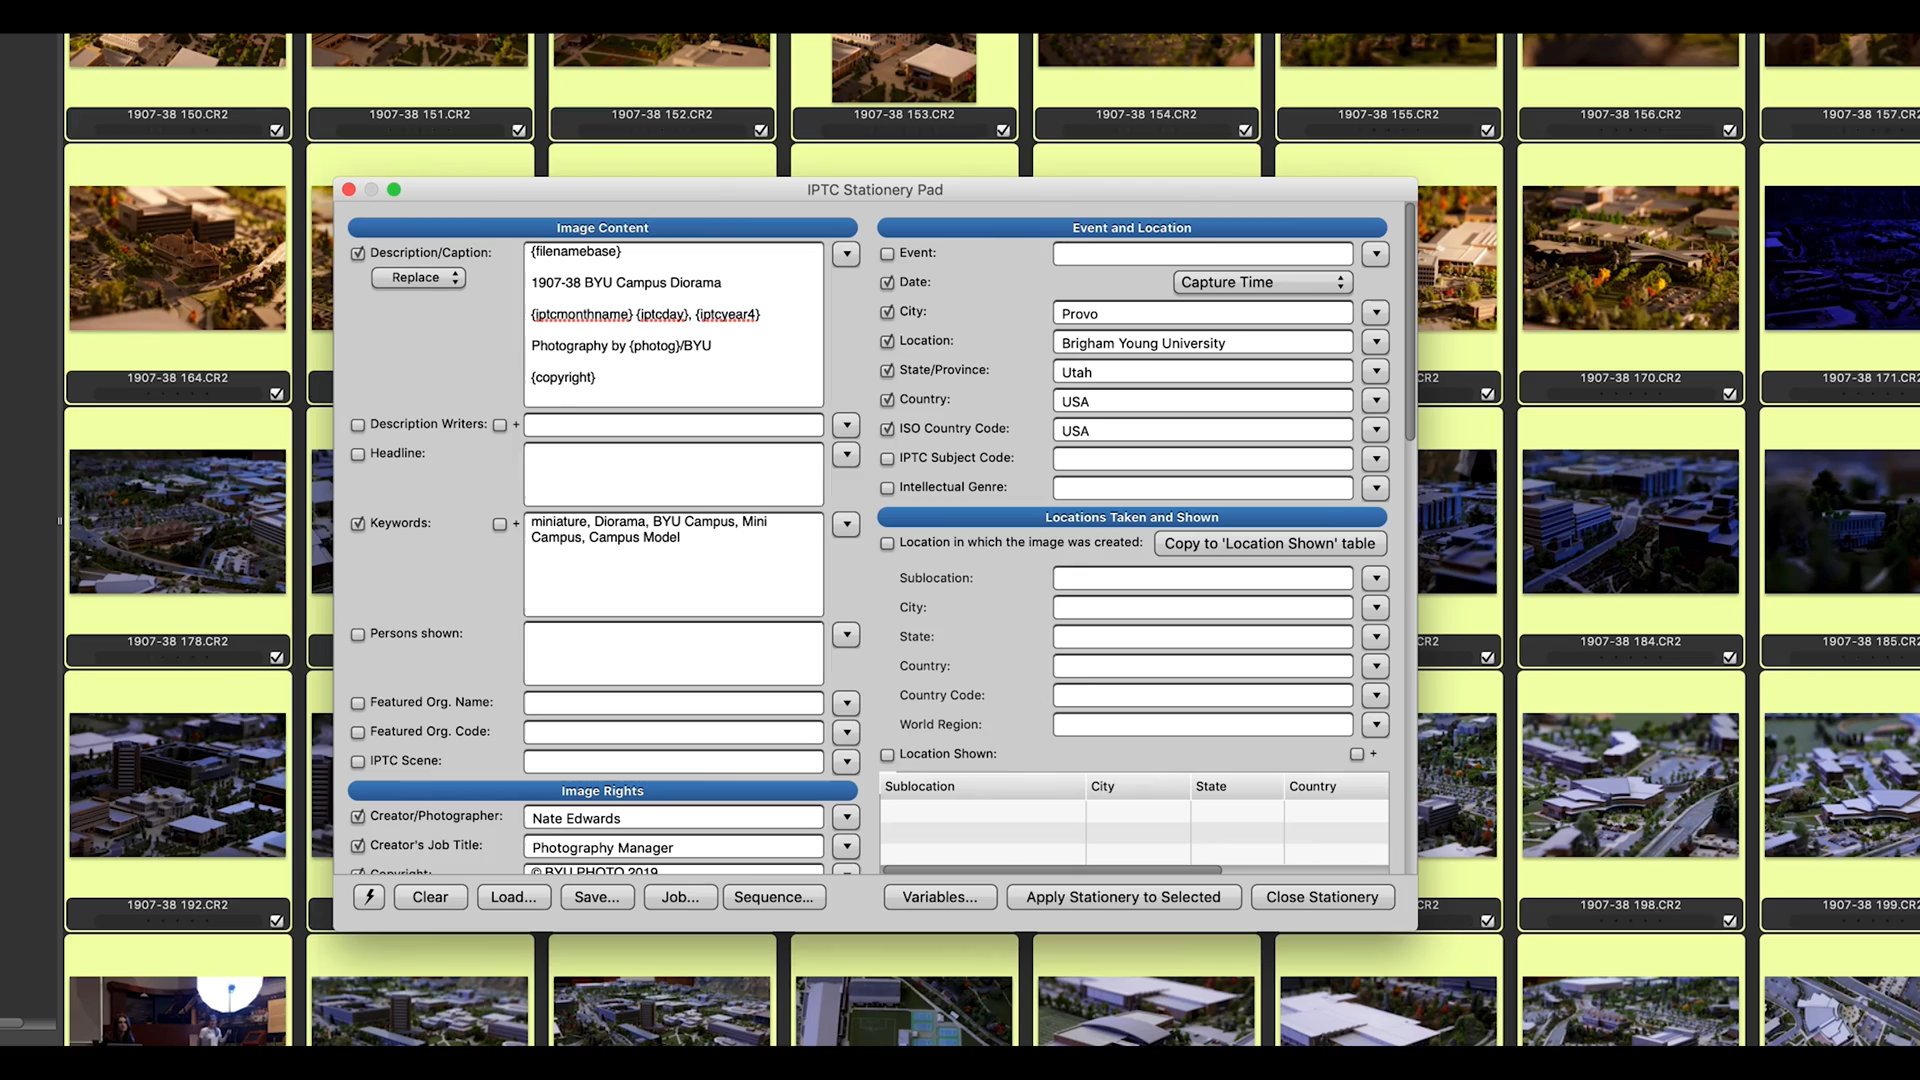 1907-38 150.CR2
1907-38 151.CR2
1907-38 152.CR2
1907-38 153.CR2
1907-38 154.CR2
1907-38 155.CR2
1907-38 156.CR2
1907-38 157.CR2
IPTC Stationery Pad
Image Content
Description/Caption:
Replace
{filenamebase}
1907-38 BYU Campus Diorama
{iptcmonthname} {iptcday}, {iptcyear4}
Photography by {photog}/BYU
{copyright}
Description Writers: +
Headline:
Keywords: +
miniature, Diorama, BYU Campus, Mini
Campus, Campus Model
Persons shown:
Featured Org. Name:
Featured Org. Code:
IPTC Scene:
Image Rights
Creator/Photographer: Nate Edwards
Creator's Job Title: Photography Manager
Copyright: © BYU PHOTO 2019
Event and Location
Event:
Date: Capture Time
City: Provo
Location: Brigham Young University
State/Province: Utah
Country: USA
ISO Country Code: USA
IPTC Subject Code:
Intellectual Genre:
Locations Taken and Shown
Location in which the image was created: Copy to 'Location Shown' table
Sublocation:
City:
State:
Country:
Country Code:
World Region:
Location Shown: +
Sublocation City State Country
Clear Load... Save... Job... Sequence... Variables... Apply Stationery to Selected Close Stationery
1907-38 164.CR2
CR2
1907-38 170.CR2
1907-38 171.CR2
1907-38 178.CR2
CR2
1907-38 184.CR2
1907-38 185.CR2
1907-38 192.CR2
CR2
1907-38 198.CR2
1907-38 199.CR2